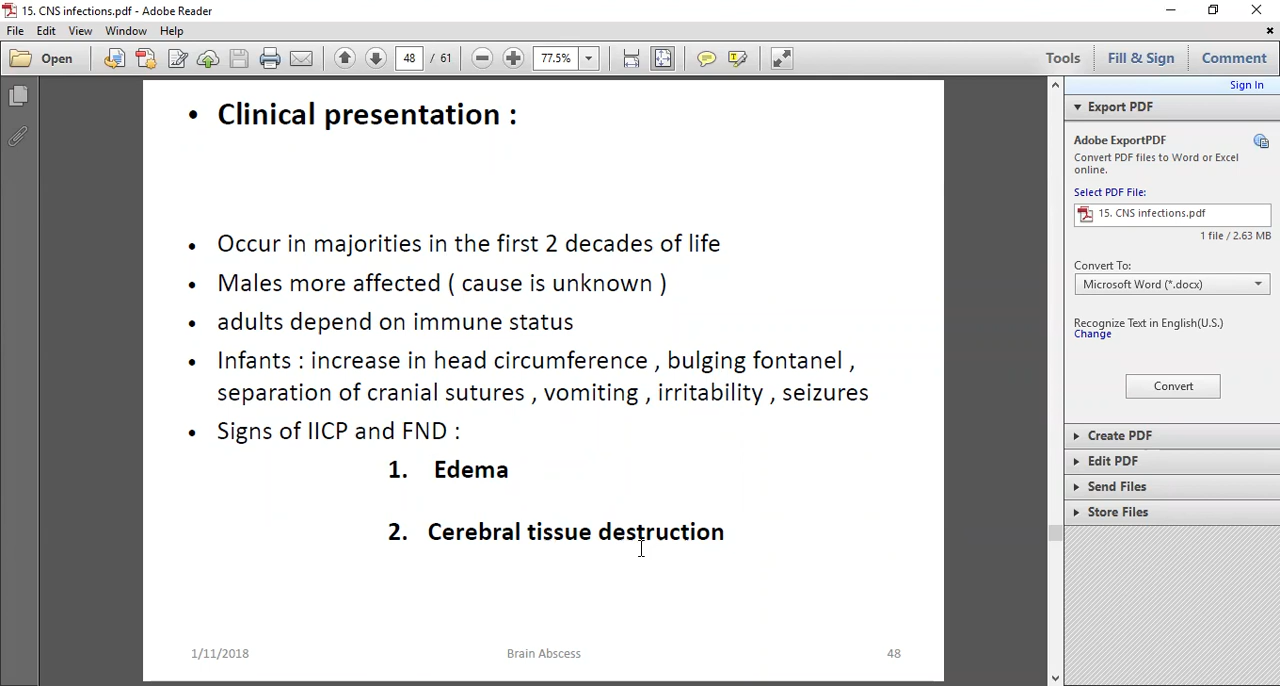 15. CNS infections.pdf - Adobe Reader
File Edit View Window Help
Open 48 / 61 77.5% Tools Fill & Sign Comment
Sign In
Export PDF
Adobe ExportPDF
Convert PDF files to Word or Excel
online.
Select PDF File:
15. CNS infections.pdf
1 file / 2.63 MB
Convert To:
Microsoft Word (*.docx)
Recognize Text in English(U.S.)
Change
Convert
Create PDF
Edit PDF
Send Files
Store Files
• Clinical presentation :
• Occur in majorities in the first 2 decades of life
• Males more affected ( cause is unknown )
• adults depend on immune status
• Infants : increase in head circumference , bulging fontanel ,
separation of cranial sutures , vomiting , irritability , seizures
• Signs of IICP and FND :
1. Edema
2. Cerebral tissue destruction
1/11/2018 Brain Abscess 48